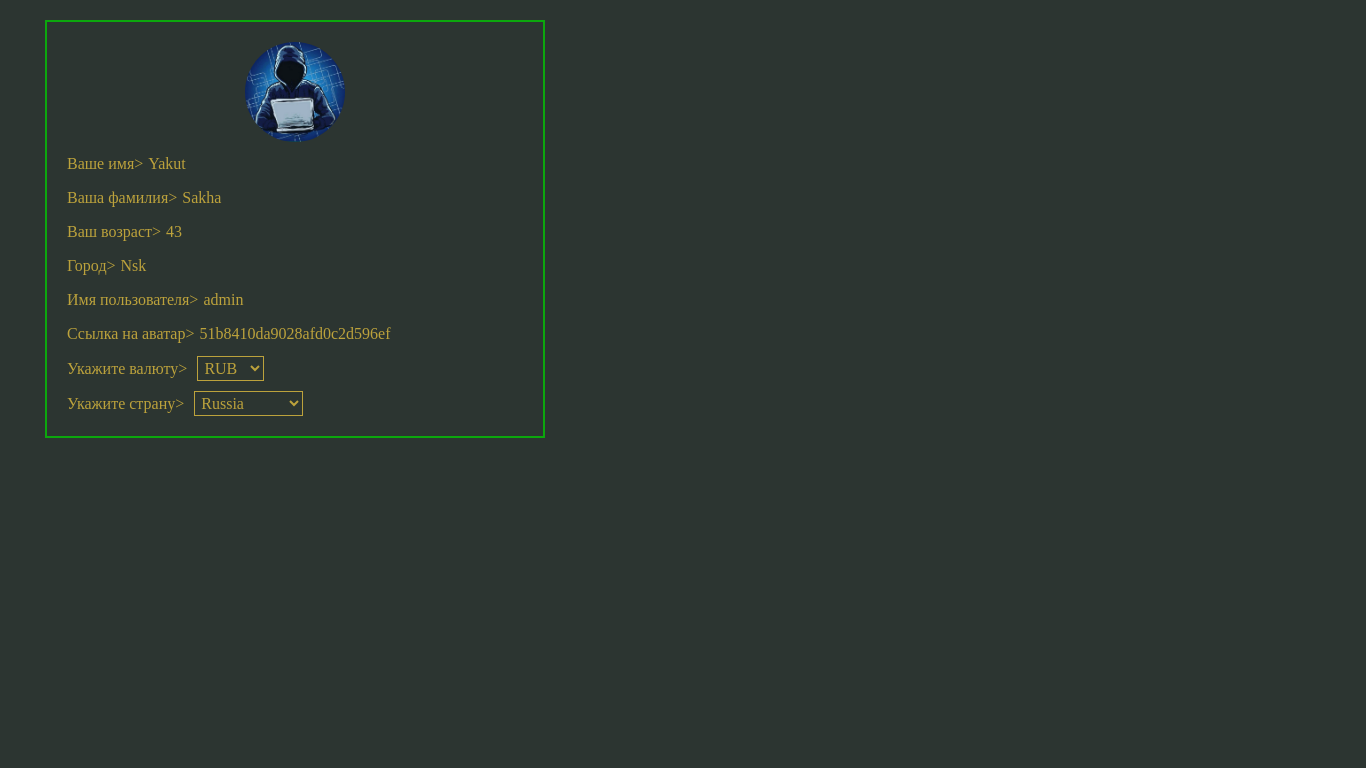 Ваше имя> Yakut
Ваша фамилия> Sakha
Ваш возраст> 43
Город> Nsk
Имя пользователя> admin
Ссылка на аватар> 51b8410da9028afd0c2d596ef
Укажите валюту> RUB
Укажите страну> Russia